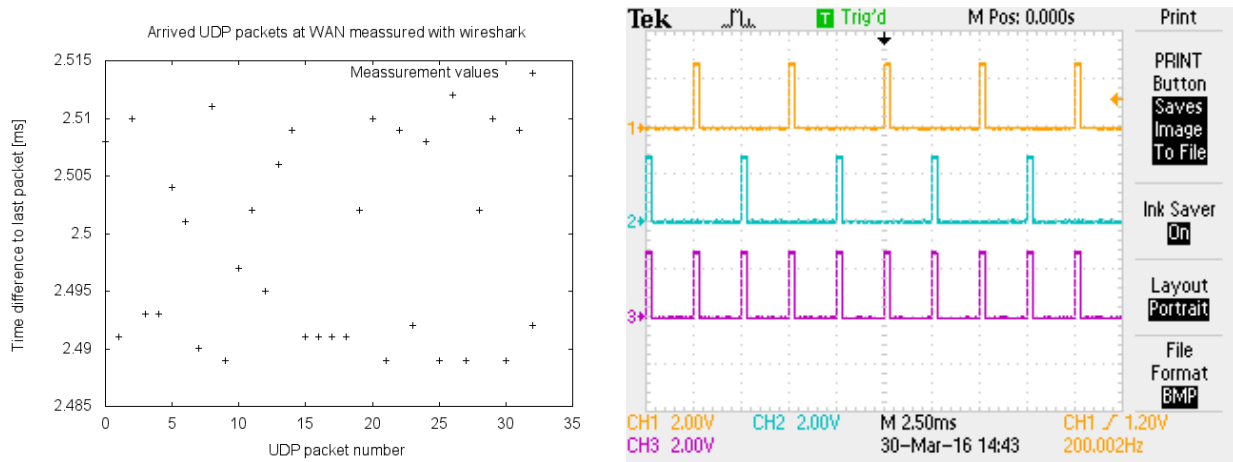 Arrived UDP packets at WAN meassured with wireshark
Measurement values
Time difference to last packet [ms]
2.515
2.51
2.505
2.5
2.495
2.49
2.485
0 5 10 15 20 25 30 35
UDP packet number
Tek T Trig'd M Pos: 0.000s Print
PRINT
Button
Saves
Image
To File
Ink Saver
On
Layout
Portrait
File
Format
BMP
1
2
3
CH1 2.00V CH2 2.00V M 2.50ms CH1 1.20V
CH3 2.00V 30-Mar-16 14:43 200.002Hz